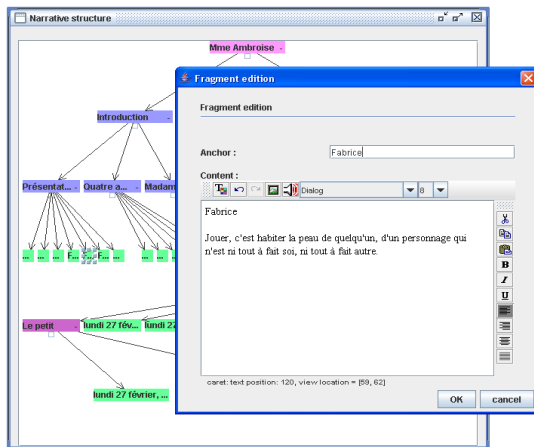 Narrative structure
Mme Ambroise -
Introduction -
Présentat... -
Quatre a... -
Madam
... ... ... F... F... F... ...
... ... ...
Le petit -
lundi 27 fév...
lundi 27
lundi 27 février, ...
Fragment edition
Fragment edition
Anchor :
Fabrice
Content :
Dialog
8
Fabrice
Jouer, c'est habiter la peau de quelqu'un, d'un personnage qui
n'est ni tout à fait soi, ni tout à fait autre.
B
I
U
caret: text position: 120, view location = [59, 62]
OK
cancel